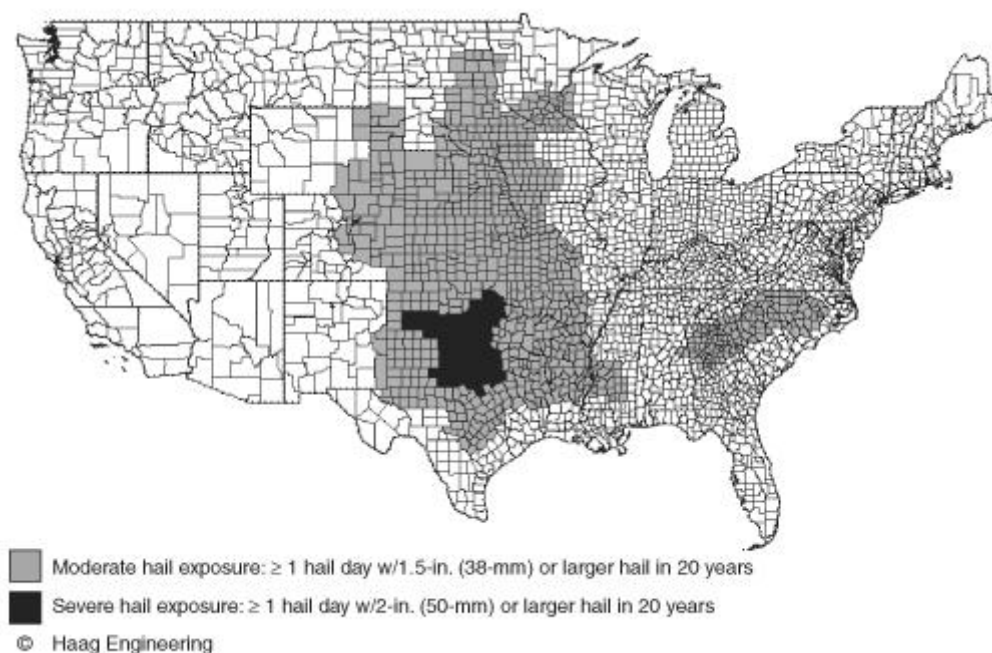 Moderate hail exposure: ≥ 1 hail day w/1.5-in. (38-mm) or larger hail in 20 years
Severe hail exposure: ≥ 1 hail day w/2-in. (50-mm) or larger hail in 20 years
© Haag Engineering